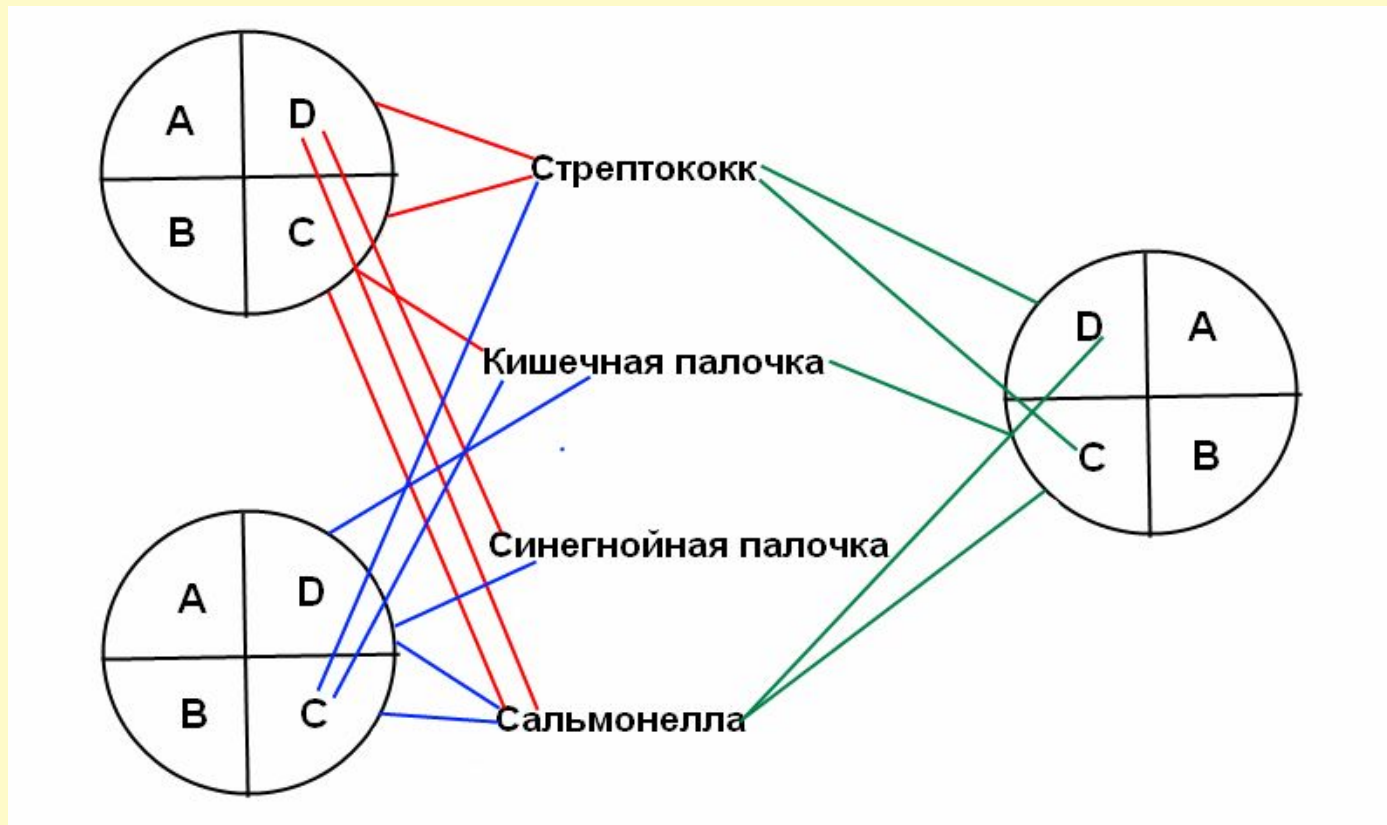 A D
B C
Стрептококк
Кишечная палочка
D A
C B
Синегнойная палочка
A D
B C
Сальмонелла